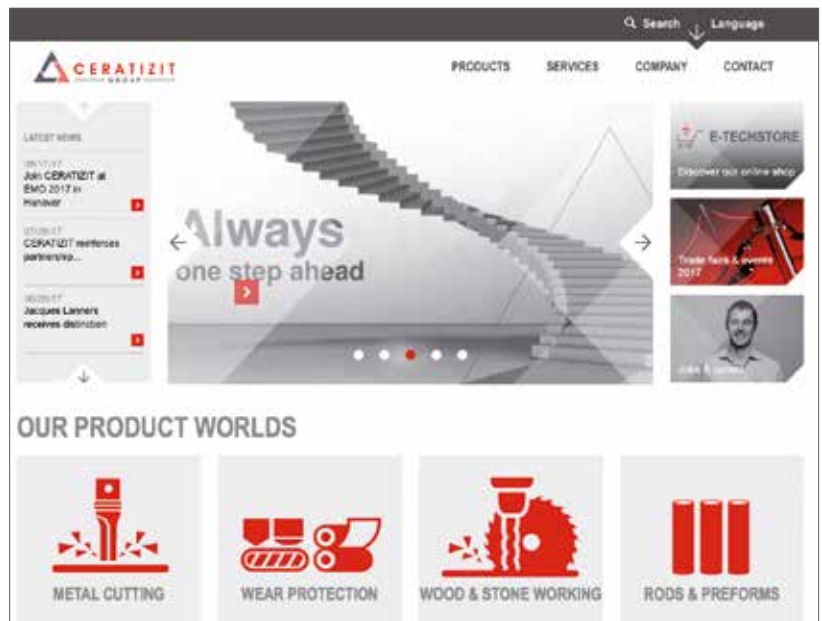 Search
Language
CERATIZIT
GROUP
PRODUCTS
SERVICES
COMPANY
CONTACT
LATEST NEWS
Join CERATIZIT at
EMO 2017 in
Hanover
CERATIZIT reinforces
partnership...
Jacques Lanners
receives distinction
Always
one step ahead
E-TECHSTORE
Discover our online shop
Trade fairs & events
2017
OUR PRODUCT WORLDS
METAL CUTTING
WEAR PROTECTION
WOOD & STONE WORKING
RODS & PREFORMS